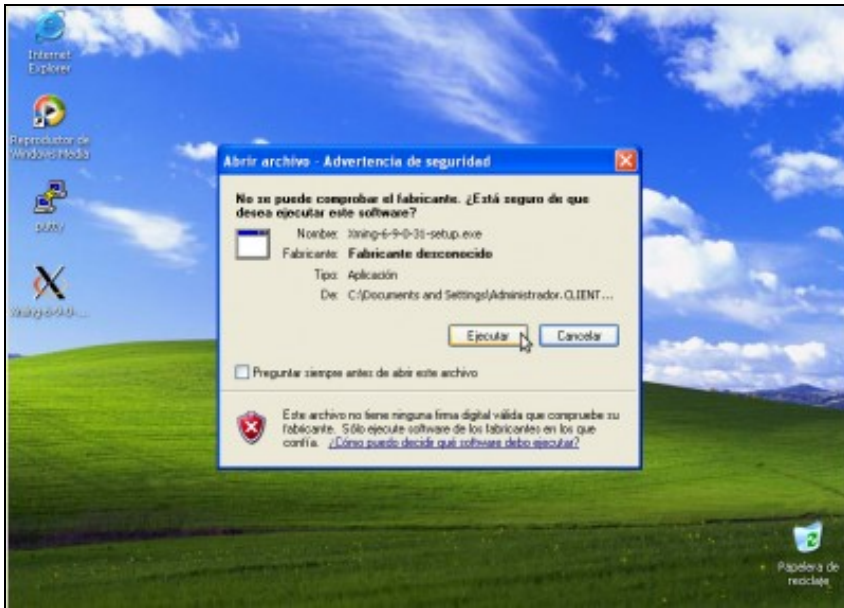 Internet
Explorer
Reproductor de
Windows Media
putty
Xming-6-9-0-...
Abrir archivo - Advertencia de seguridad
No se puede comprobar el fabricante. ¿Está seguro de que
desea ejecutar este software?
Nombre: Xming-6-9-0-31-setup.exe
Fabricante: Fabricante desconocido
Tipo: Aplicación
De: C:\Documents and Settings\Administrador.CLIENT...
Ejecutar
Cancelar
Preguntar siempre antes de abrir este archivo
Este archivo no tiene ninguna firma digital válida que compruebe su
fabricante. Sólo ejecute software de los fabricantes en los que
confía. ¿Cómo puedo decidir qué software debo ejecutar?
Papelera de
reciclaje